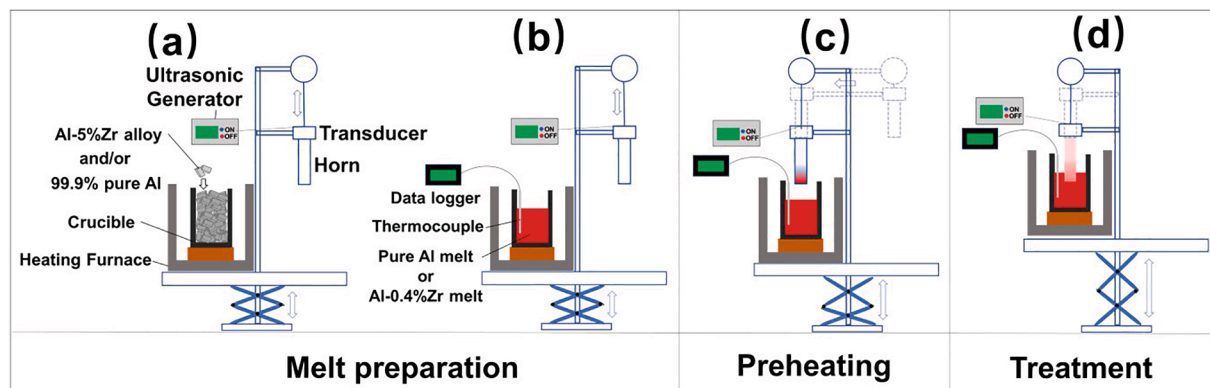 (a)
Ultrasonic
Generator
ON
OFF
Al-5%Zr alloy
and/or
99.9% pure Al
Transducer
Horn
Crucible
Heating Furnace
(b)
ON
OFF
Data logger
Thermocouple
Pure Al melt
or
Al-0.4%Zr melt
Melt preparation
(c)
ON
OFF
Preheating
(d)
ON
OFF
Treatment